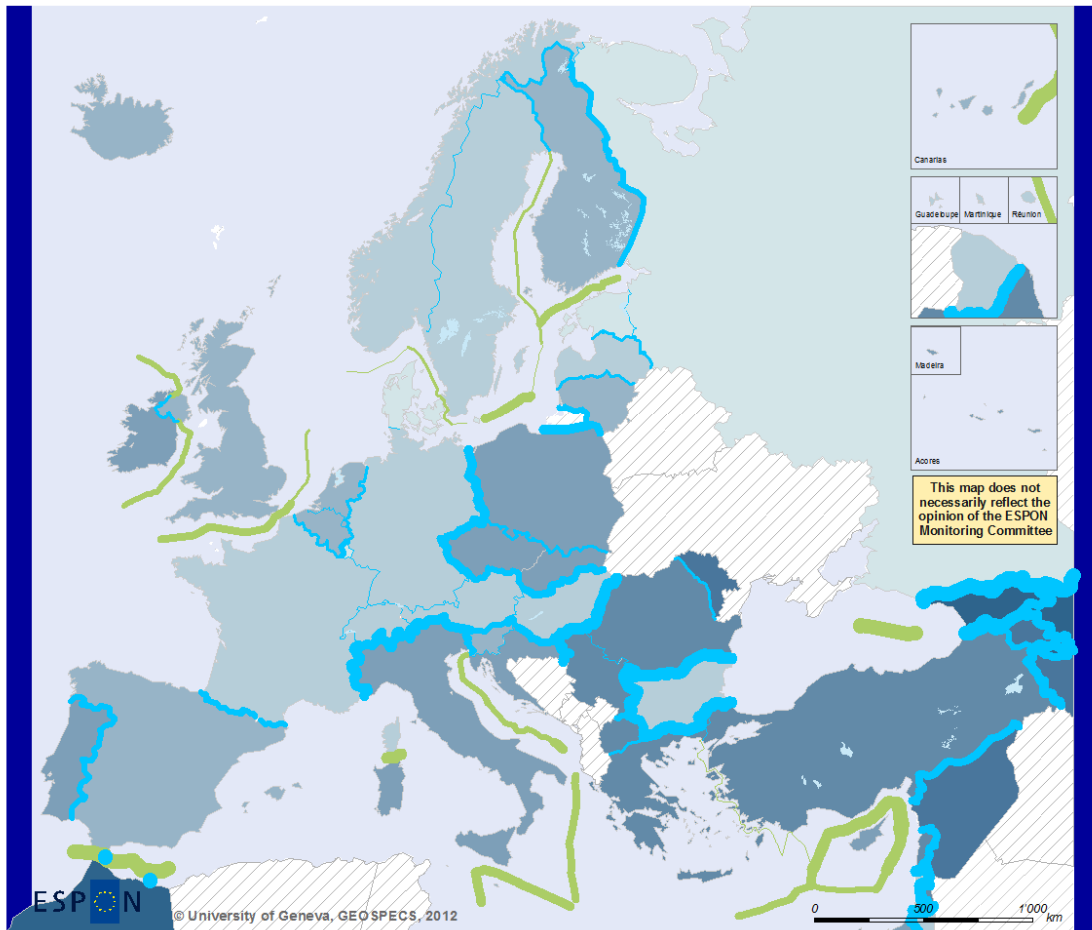 Canarias
Guadeloupe Martinique Réunion
Madeira
Acores
This map does not
necessarily reflect the
opinion of the ESPON
Monitoring Committee
ESPON
© University of Geneva, GEOSPECS, 2012
0 500 1'000
km